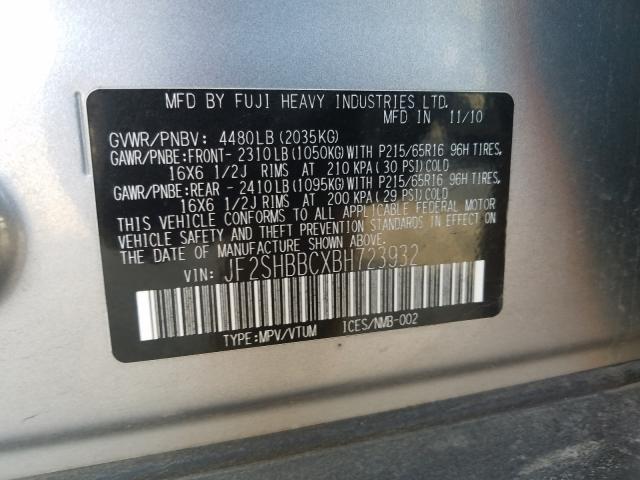 MFD BY FUJI HEAVY INDUSTRIES LTD.
MFD IN 11/10
GVWR/PNBV: 4480LB (2035KG)
GAWR/PNBE:FRONT- 2310LB(1050KG)WITH P215/65R16 96H TIRES,
16X6 1/2J RIMS AT 210 KPA (30 PSI)COLD
GAWR/PNBE:REAR - 2410LB(1095KG)WITH P215/65R16 96H TIRES,
16X6 1/2J RIMS AT 200 KPA (29 PSI)COLD
THIS VEHICLE CONFORMS TO ALL APPLICABLE FEDERAL MOTOR
VEHICLE SAFETY AND THEFT PREVENTION STANDARDS IN EFFECT ON
THE DATE OF MANUFACTURE SHOWN ABOVE.
VIN: JF2SHBBCXBH723932
TYPE:MPV/VTUM ICES/NMB-002